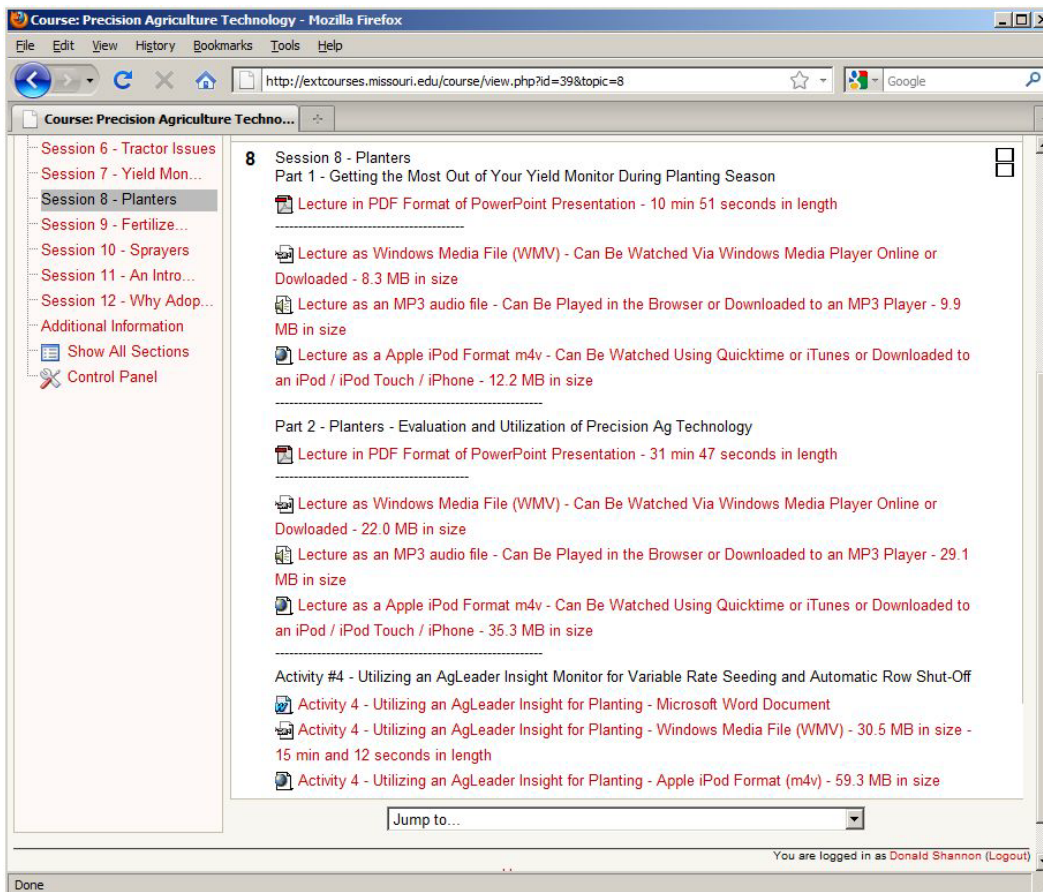 Course: Precision Agriculture Technology - Mozilla Firefox
File Edit View History Bookmarks Tools Help
http://extcourses.missouri.edu/course/view.php?id=39&topic=8
Google
Course: Precision Agriculture Techno...
Session 6 - Tractor Issues
Session 7 - Yield Mon...
Session 8 - Planters
Session 9 - Fertilize...
Session 10 - Sprayers
Session 11 - An Intro...
Session 12 - Why Adop...
Additional Information
Show All Sections
Control Panel
8 Session 8 - Planters
Part 1 - Getting the Most Out of Your Yield Monitor During Planting Season
Lecture in PDF Format of PowerPoint Presentation - 10 min 51 seconds in length
------------------------------------------
Lecture as Windows Media File (WMV) - Can Be Watched Via Windows Media Player Online or
Dowloaded - 8.3 MB in size
Lecture as an MP3 audio file - Can Be Played in the Browser or Downloaded to an MP3 Player - 9.9
MB in size
Lecture as a Apple iPod Format m4v - Can Be Watched Using Quicktime or iTunes or Downloaded to
an iPod / iPod Touch / iPhone - 12.2 MB in size
-----------------------------------------------------------
Part 2 - Planters - Evaluation and Utilization of Precision Ag Technology
Lecture in PDF Format of PowerPoint Presentation - 31 min 47 seconds in length
-------------------------------------------
Lecture as Windows Media File (WMV) - Can Be Watched Via Windows Media Player Online or
Dowloaded - 22.0 MB in size
Lecture as an MP3 audio file - Can Be Played in the Browser or Downloaded to an MP3 Player - 29.1
MB in size
Lecture as a Apple iPod Format m4v - Can Be Watched Using Quicktime or iTunes or Downloaded to
an iPod / iPod Touch / iPhone - 35.3 MB in size
-----------------------------------------------------------
Activity #4 - Utilizing an AgLeader Insight Monitor for Variable Rate Seeding and Automatic Row Shut-Off
Activity 4 - Utilizing an AgLeader Insight for Planting - Microsoft Word Document
Activity 4 - Utilizing an AgLeader Insight for Planting - Windows Media File (WMV) - 30.5 MB in size -
15 min and 12 seconds in length
Activity 4 - Utilizing an AgLeader Insight for Planting - Apple iPod Format (m4v) - 59.3 MB in size
Jump to...
You are logged in as Donald Shannon (Logout)
Done